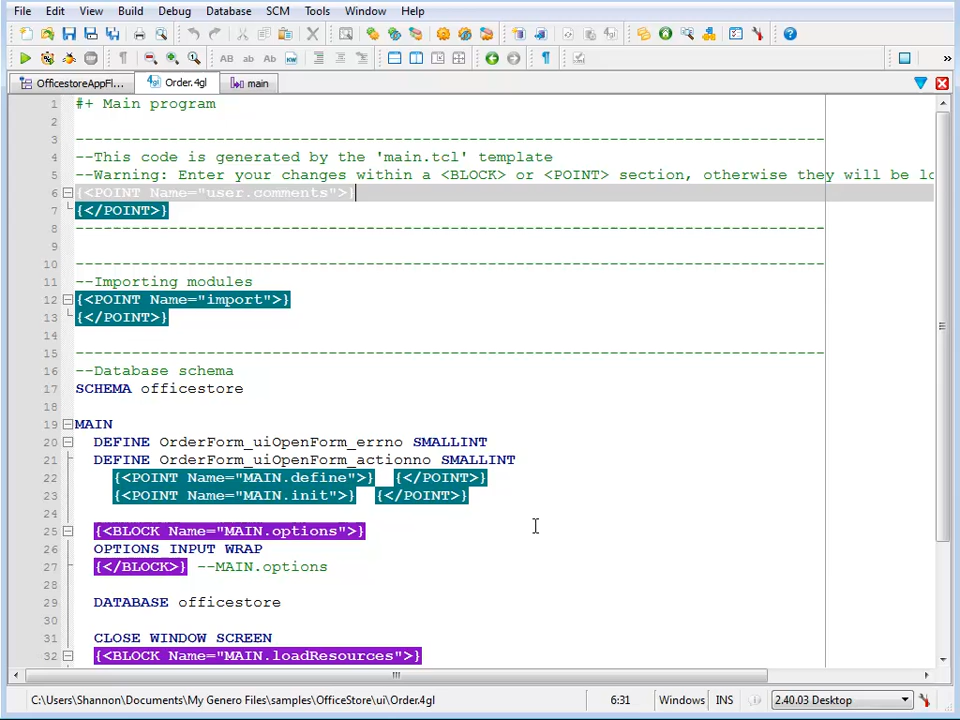 File Edit View Build Debug Database SCM Tools Window Help
OfficestoreAppFl... Order.4gl main
1 #+ Main program
2
3 --------------------------------------------------------------------------------
4 --This code is generated by the 'main.tcl' template
5 --Warning: Enter your changes within a <BLOCK> or <POINT> section, otherwise they will be lo
6 {<POINT Name="user.comments">}
7 {</POINT>}
8 --------------------------------------------------------------------------------
9
10 --------------------------------------------------------------------------------
11 --Importing modules
12 {<POINT Name="import">}
13 {</POINT>}
14
15 --------------------------------------------------------------------------------
16 --Database schema
17 SCHEMA officestore
18
19 MAIN
20 DEFINE OrderForm_uiOpenForm_errno SMALLINT
21 DEFINE OrderForm_uiOpenForm_actionno SMALLINT
22 {<POINT Name="MAIN.define">} {</POINT>}
23 {<POINT Name="MAIN.init">} {</POINT>}
24
25 {<BLOCK Name="MAIN.options">}
26 OPTIONS INPUT WRAP
27 {</BLOCK>} --MAIN.options
28
29 DATABASE officestore
30
31 CLOSE WINDOW SCREEN
32 {<BLOCK Name="MAIN.loadResources">}
C:\Users\Shannon\Documents\My Genero Files\samples\OfficeStore\ui\Order.4gl 6:31 Windows INS 2.40.03 Desktop